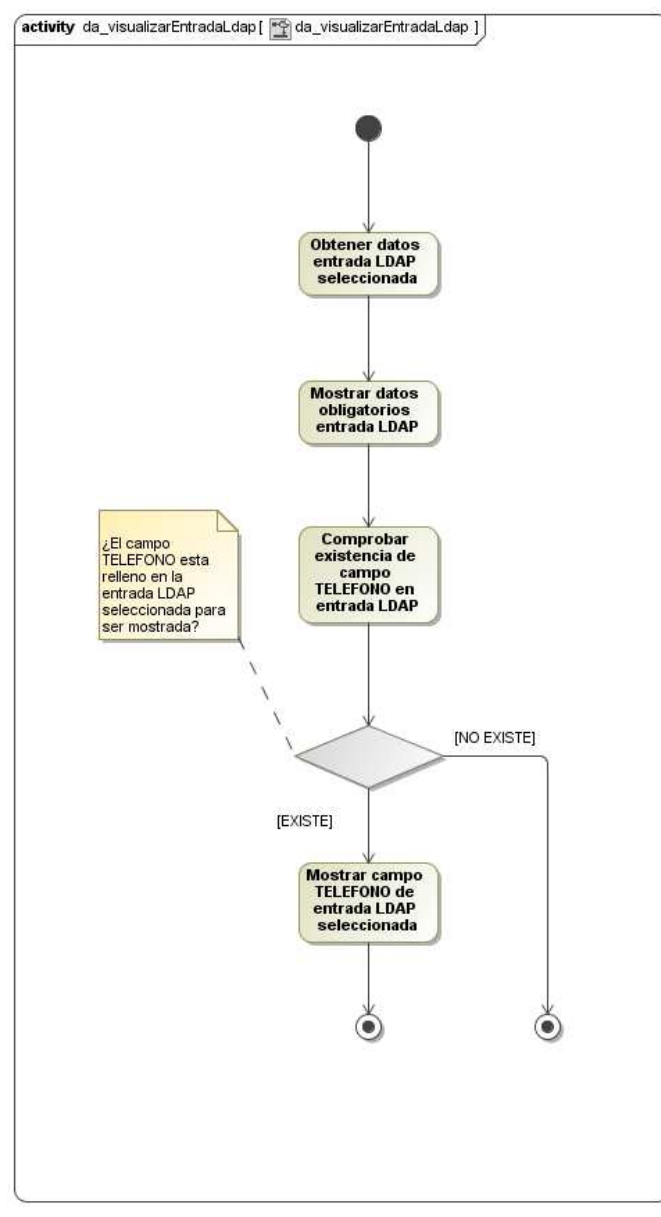 activity da_visualizarEntradaLdap [ da_visualizarEntradaLdap ]
Obtener datos
entrada LDAP
seleccionada
Mostrar datos
obligatorios
entrada LDAP
¿El campo
TELEFONO esta
relleno en la
entrada LDAP
seleccionada para
ser mostrada?
Comprobar
existencia de
campo
TELEFONO en
entrada LDAP
[NO EXISTE]
[EXISTE]
Mostrar campo
TELEFONO de
entrada LDAP
seleccionada